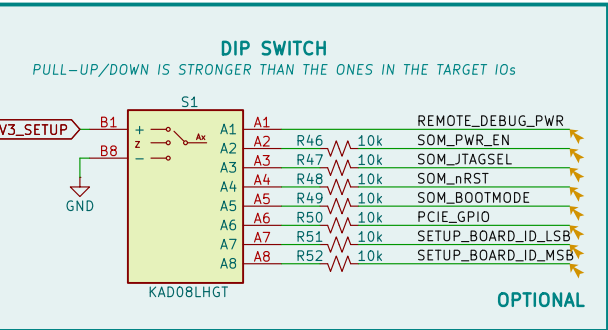 DIP SWITCH
PULL-UP/DOWN IS STRONGER THAN THE ONES IN THE TARGET IOs
S1
V3_SETUP B1 + Ax A1 A1 REMOTE_DEBUG_PWR
Z A2 A2 R46 10k SOM_PWR_EN
B8 - A3 A3 R47 10k SOM_JTAGSEL
A4 A4 R48 10k SOM_nRST
GND A5 A5 R49 10k SOM_BOOTMODE
A6 A6 R50 10k PCIE_GPIO
A7 A7 R51 10k SETUP_BOARD_ID_LSB
A8 A8 R52 10k SETUP_BOARD_ID_MSB
KAD08LHGT
OPTIONAL